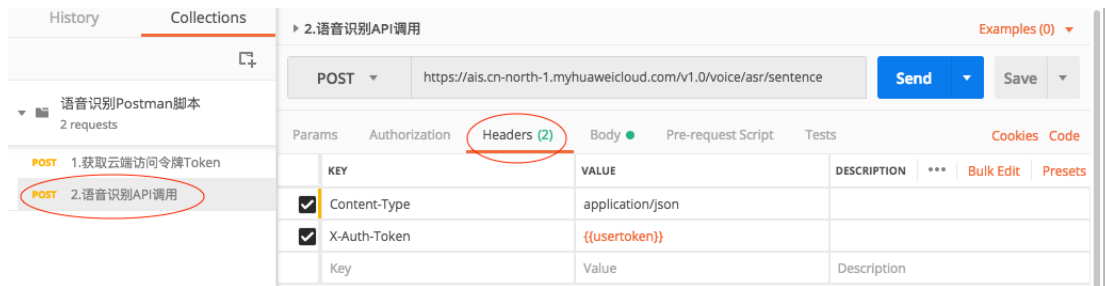 History Collections
语音识别Postman脚本
2 requests
POST 1.获取云端访问令牌Token
POST 2.语音识别API调用
2.语音识别API调用 Examples (0)
POST https://ais.cn-north-1.myhuaweicloud.com/v1.0/voice/asr/sentence Send Save
Params Authorization Headers (2) Body Pre-request Script Tests Cookies Code
KEY VALUE DESCRIPTION ••• Bulk Edit Presets
Content-Type application/json
X-Auth-Token {{usertoken}}
Key Value Description